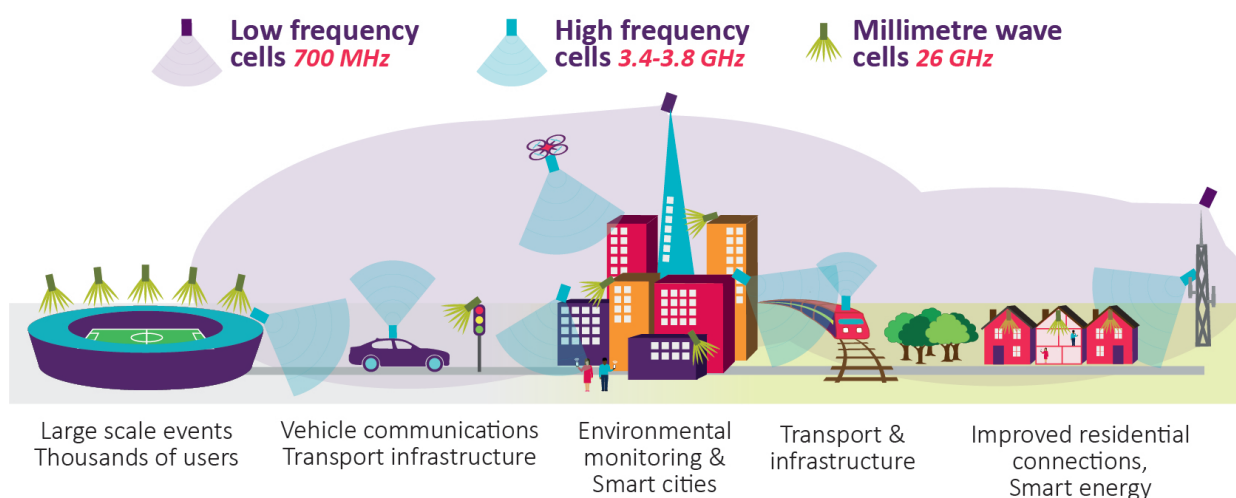 Low frequency
cells 700 MHz
High frequency
cells 3.4-3.8 GHz
Millimetre wave
cells 26 GHz
Large scale events
Thousands of users
Vehicle communications
Transport infrastructure
Environmental
monitoring &
Smart cities
Transport &
infrastructure
Improved residential
connections,
Smart energy